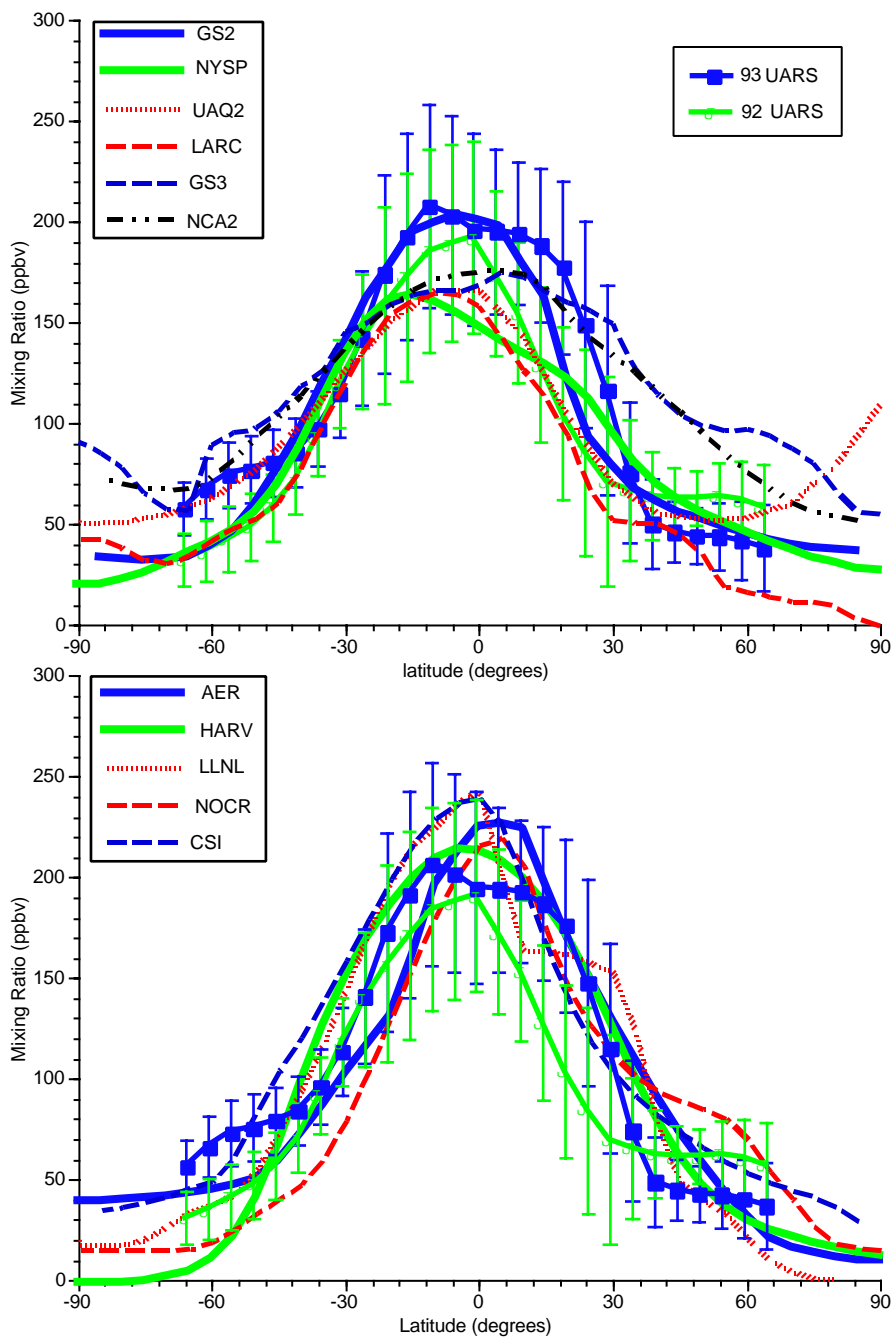 300
250
200
150
100
50
0
Mixing Ratio (ppbv)
GS2
NYSP
UAQ2
LARC
GS3
NCA2
93 UARS
92 UARS
-90 -60 -30 0 30 60 90
latitude (degrees)
300
250
200
150
100
50
0
Mixing Ratio (ppbv)
AER
HARV
LLNL
NOCR
CSI
-90 -60 -30 0 30 60 90
Latitude (degrees)